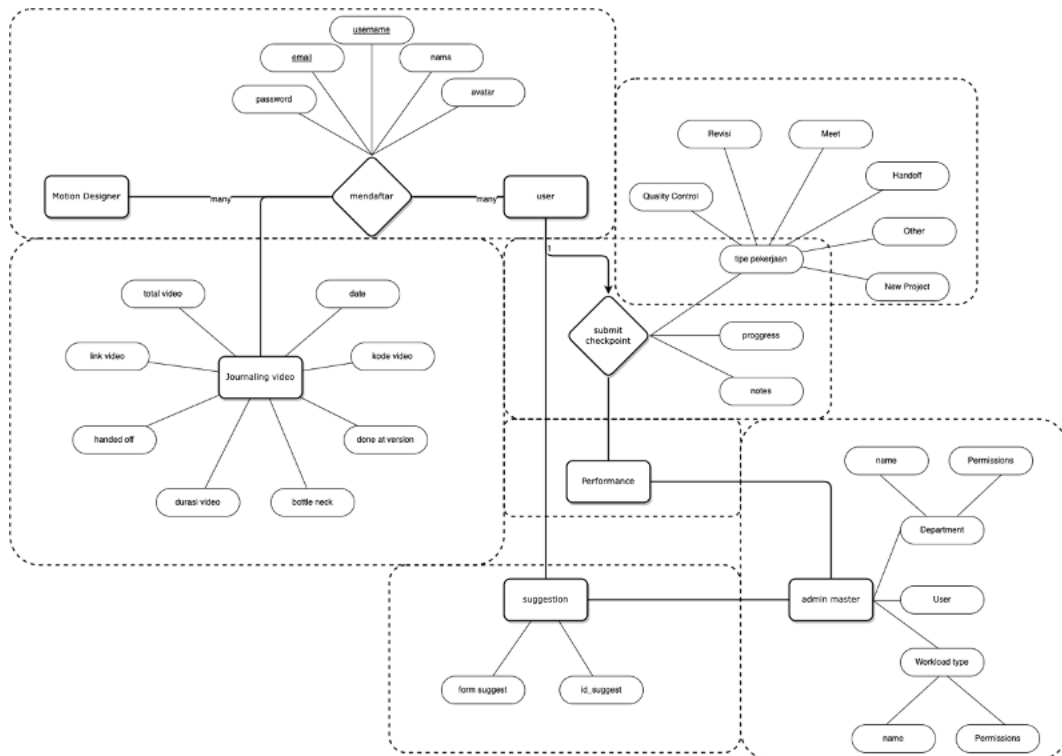 username
email
nama
password
avatar
Motion Designer
many
mendaftar
many
user
Revisi
Meet
Quality Control
Handoff
Other
tipe pekerjaan
New Project
1
submit
checkpoint
proggress
notes
total video
date
link video
kode video
Journaling video
handed off
done at version
durasi video
bottle neck
Performance
name
Permissions
Department
suggestion
admin master
User
form suggest
id_suggest
Workload type
name
Permissions